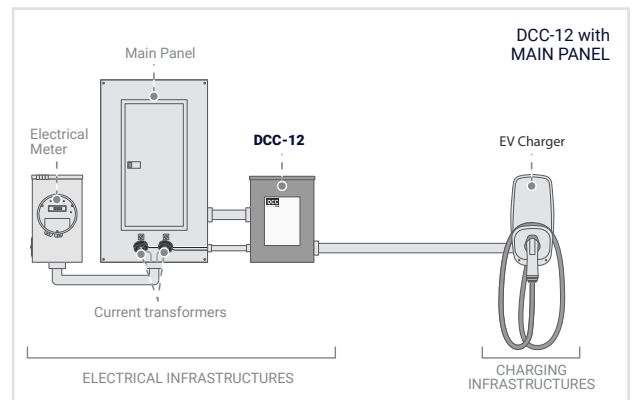 DCC-12 with
MAIN PANEL
Main Panel
Electrical
Meter
DCC-12
EV Charger
DCC
Current transformers
ELECTRICAL INFRASTRUCTURES
CHARGING
INFRASTRUCTURES